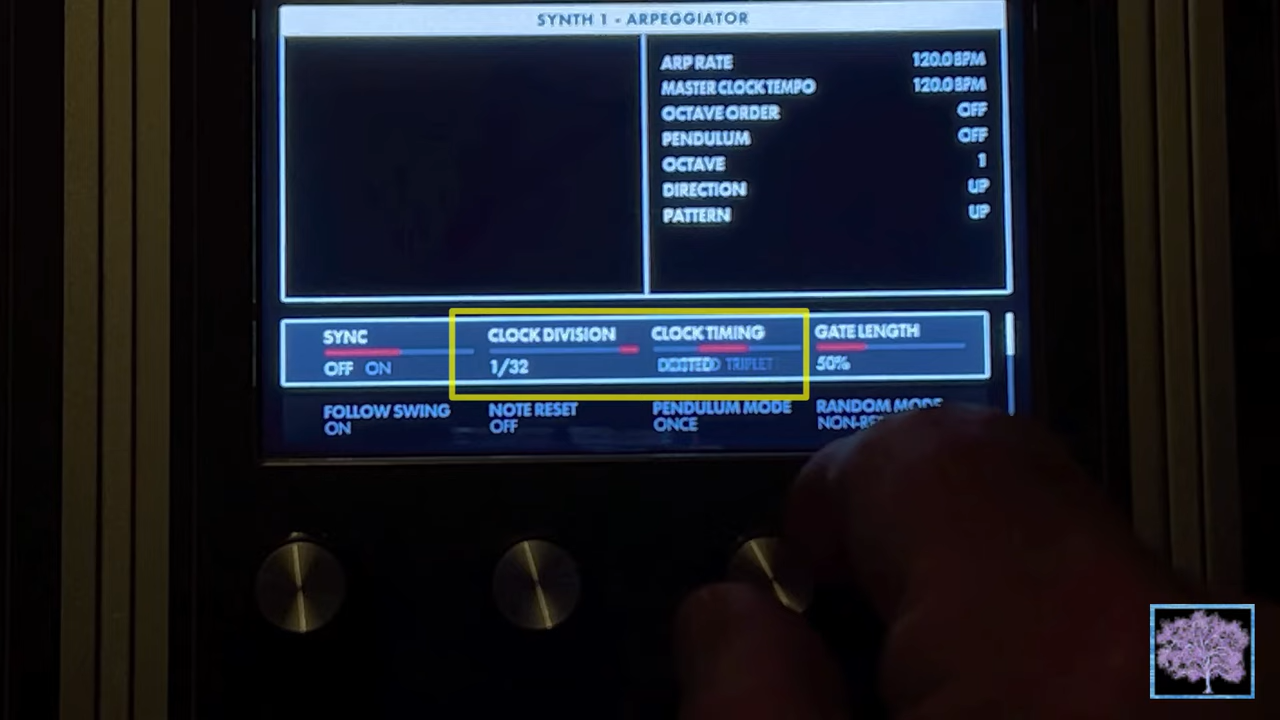 SYNTH 1 - ARPEGGIATOR
ARP RATE 120.0 BPM
MASTER CLOCK TEMPO 120.0 BPM
OCTAVE ORDER OFF
PENDULUM OFF
OCTAVE 1
DIRECTION UP
PATTERN UP
SYNC CLOCK DIVISION CLOCK TIMING GATE LENGTH
OFF ON 1/32 TRIPLET 50%
FOLLOW SWING NOTE RESET PENDULUM MODE RANDOM MODE
ON OFF ONCE